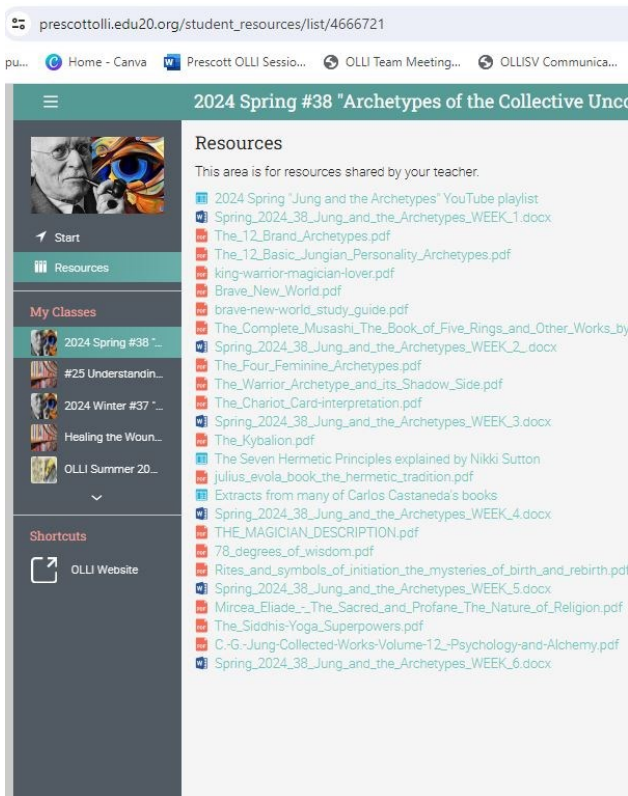 prescottolli.edu20.org/student_resources/list/4666721
pu... Home - Canva Prescott OLLI Sessio... OLLI Team Meeting... OLLISV Communica...
2024 Spring #38 "Archetypes of the Collective Unco
Resources
This area is for resources shared by your teacher.
2024 Spring "Jung and the Archetypes" YouTube playlist
Spring_2024_38_Jung_and_the_Archetypes_WEEK_1.docx
The_12_Brand_Archetypes.pdf
The_12_Basic_Jungian_Personality_Archetypes.pdf
king-warrior-magician-lover.pdf
Brave_New_World.pdf
brave-new-world_study_guide.pdf
The_Complete_Musashi_The_Book_of_Five_Rings_and_Other_Works_by
Spring_2024_38_Jung_and_the_Archetypes_WEEK_2_.docx
The_Four_Feminine_Archetypes.pdf
The_Warrior_Archetype_and_its_Shadow_Side.pdf
The_Chariot_Card-interpretation.pdf
Spring_2024_38_Jung_and_the_Archetypes_WEEK_3.docx
The_Kybalion.pdf
The Seven Hermetic Principles explained by Nikki Sutton
julius_evola_book_the_hermetic_tradition.pdf
Extracts from many of Carlos Castaneda's books
Spring_2024_38_Jung_and_the_Archetypes_WEEK_4.docx
THE_MAGICIAN_DESCRIPTION.pdf
78_degrees_of_wisdom.pdf
Rites_and_symbols_of_initiation_the_mysteries_of_birth_and_rebirth.pdf
Spring_2024_38_Jung_and_the_Archetypes_WEEK_5.docx
Mircea_Eliade_-_The_Sacred_and_Profane_The_Nature_of_Religion.pdf
The_Siddhis-Yoga_Superpowers.pdf
C.-G.-Jung-Collected-Works-Volume-12_-Psychology-and-Alchemy.pdf
Spring_2024_38_Jung_and_the_Archetypes_WEEK_6.docx
Start
Resources
My Classes
2024 Spring #38 "...
#25 Understandin...
2024 Winter #37 "...
Healing the Woun...
OLLI Summer 20...
Shortcuts
OLLI Website